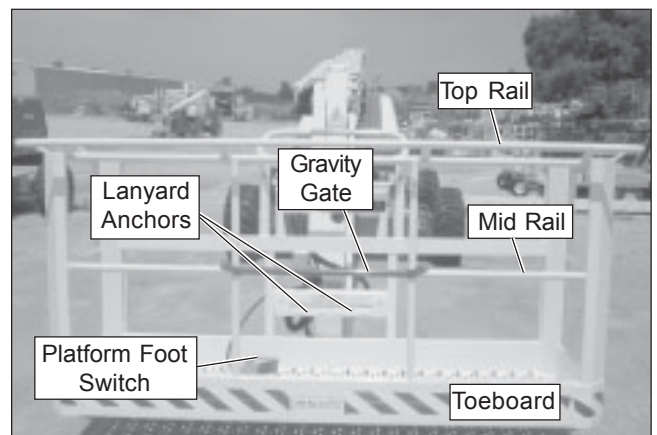 Top Rail
Gravity
Gate
Lanyard
Anchors
Mid Rail
Platform Foot
Switch
Toeboard